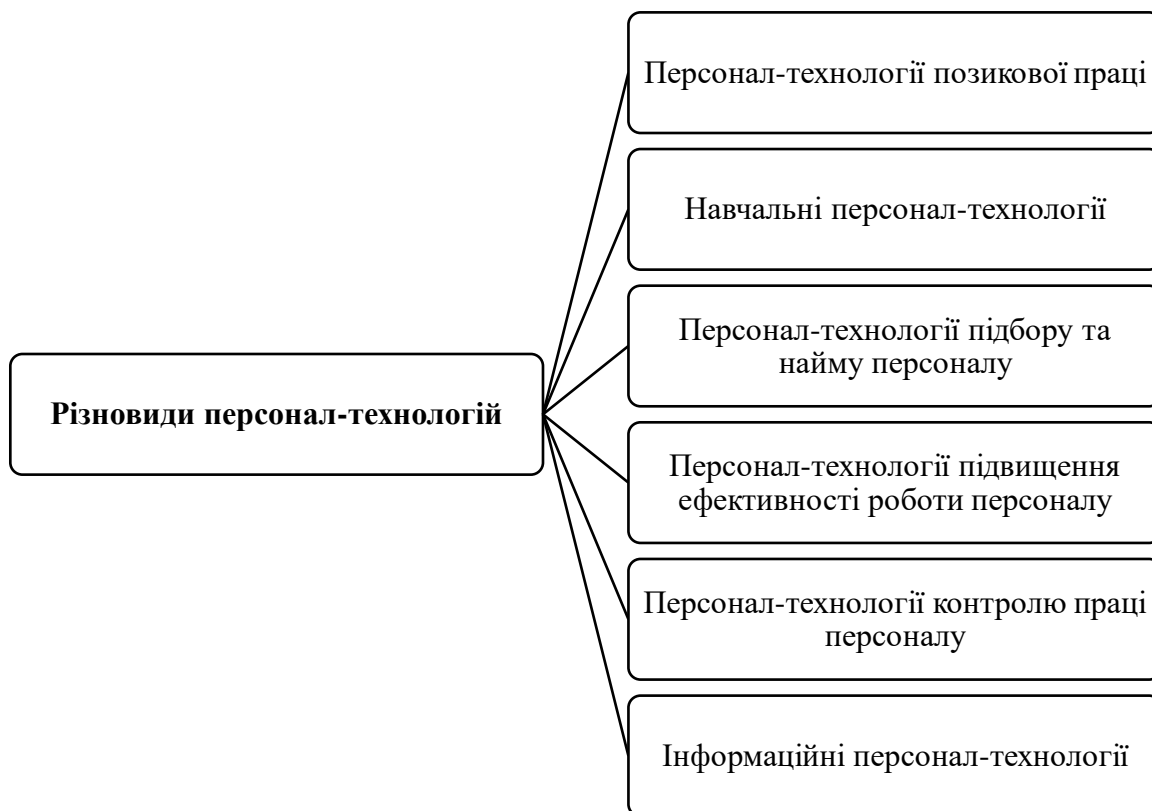 Персонал-технології позикової праці
Навчальні персонал-технології
Персонал-технології підбору та
найму персоналу
Різновиди персонал-технологій
Персонал-технології підвищення
ефективності роботи персоналу
Персонал-технології контролю праці
персоналу
Інформаційні персонал-технології